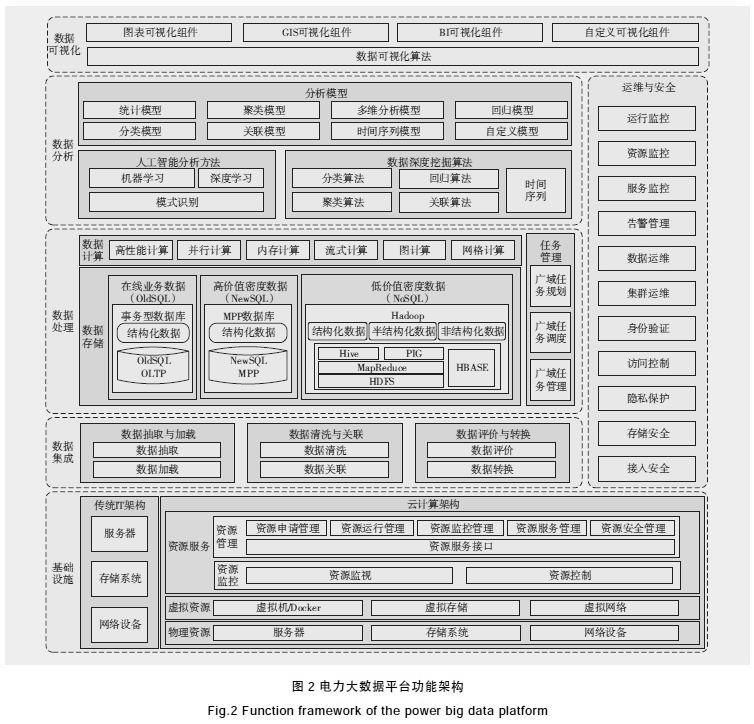 数据
可视化
图表可视化组件
GIS可视化组件
BI可视化组件
自定义可视化组件
数据可视化算法
数据
分析
分析模型
统计模型
聚类模型
多维分析模型
回归模型
分类模型
关联模型
时间序列模型
自定义模型
人工智能分析方法
机器学习
深度学习
模式识别
数据深度挖掘算法
分类算法
回归算法
聚类算法
关联算法
时间
序列
运维与安全
运行监控
资源监控
服务监控
告警管理
数据运维
集群运维
身份验证
访问控制
隐私保护
存储安全
接入安全
数据
处理
数据
计算
高性能计算
并行计算
内存计算
流式计算
图计算
网格计算
数据
存储
在线业务数据
(OldSQL)
事务型数据库
结构化数据
OldSQL
OLTP
高价值密度数据
(NewSQL)
MPP数据库
结构化数据
NewSQL
MPP
低价值密度数据
(NoSQL)
Hadoop
结构化数据
半结构化数据
非结构化数据
Hive
PIG
MapReduce
HDFS
HBASE
任务
管理
广域任
务规划
广域任
务调度
广域任
务管理
数据
集成
数据抽取与加载
数据抽取
数据加载
数据清洗与关联
数据清洗
数据关联
数据评价与转换
数据评价
数据转换
基础
设施
传统IT架构
服务器
存储系统
网络设备
云计算架构
资源服务
资源
管理
资源申请管理
资源运行管理
资源监控管理
资源服务管理
资源安全管理
资源服务接口
资源
监控
资源监视
资源控制
虚拟资源
虚拟机/Docker
虚拟存储
虚拟网络
物理资源
服务器
存储系统
网络设备
图 2 电力大数据平台功能架构
Fig.2 Function framework of the power big data platform